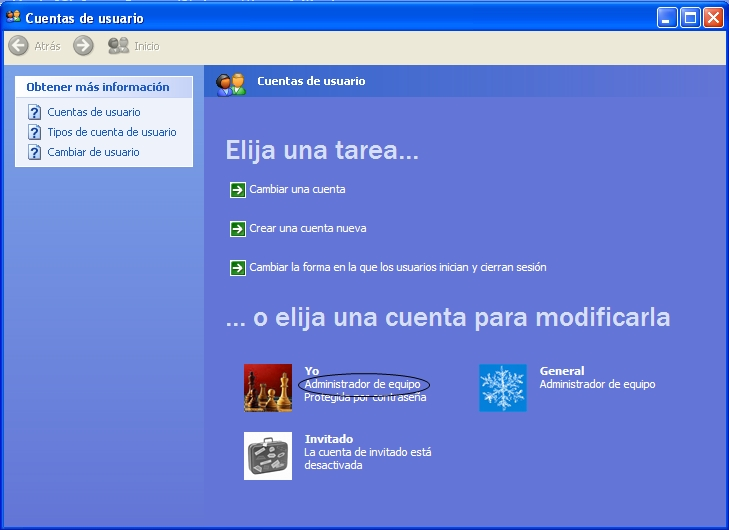 Cuentas de usuario
Atrás
Inicio
Obtener más información
Cuentas de usuario
Tipos de cuenta de usuario
Cambiar de usuario
Cuentas de usuario
Elija una tarea...
Cambiar una cuenta
Crear una cuenta nueva
Cambiar la forma en la que los usuarios inician y cierran sesión
... o elija una cuenta para modificarla
Yo
Administrador de equipo
Protegida por contraseña
General
Administrador de equipo
Invitado
La cuenta de invitado está
desactivada